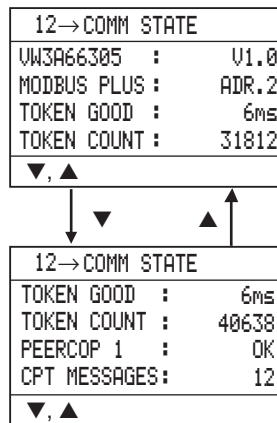 12→COMM STATE
VW3A66305 : V1.0
MODBUS PLUS : ADR.2
TOKEN GOOD : 6ms
TOKEN COUNT : 31812
▼, ▲
▼ ▲
12→COMM STATE
TOKEN GOOD : 6ms
TOKEN COUNT : 40638
PEERCOP 1 : OK
CPT MESSAGES: 12
▼, ▲